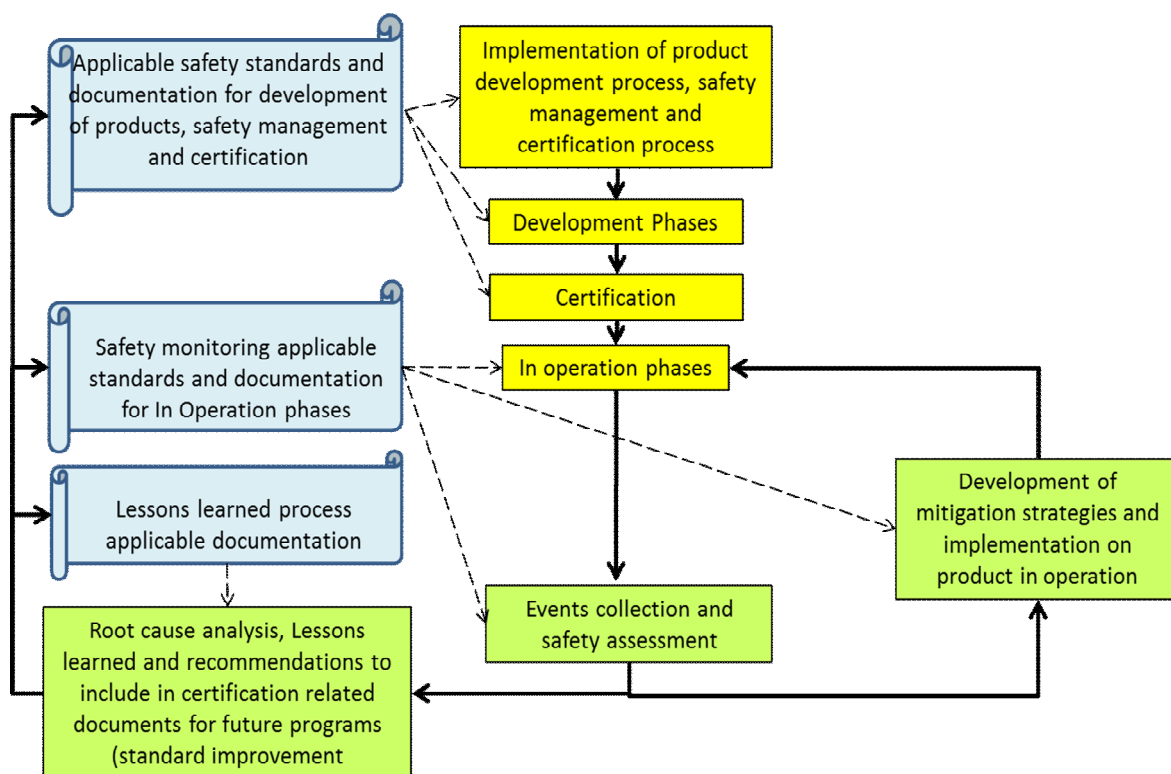 Applicable safety standards and
documentation for development
of products, safety management
and certification
Implementation of product
development process, safety
management and
certification process
Development Phases
Certification
Safety monitoring applicable
standards and documentation
for In Operation phases
In operation phases
Lessons learned process
applicable documentation
Development of
mitigation strategies and
implementation on
product in operation
Events collection and
safety assessment
Root cause analysis, Lessons
learned and recommendations to
include in certification related
documents for future programs
(standard improvement